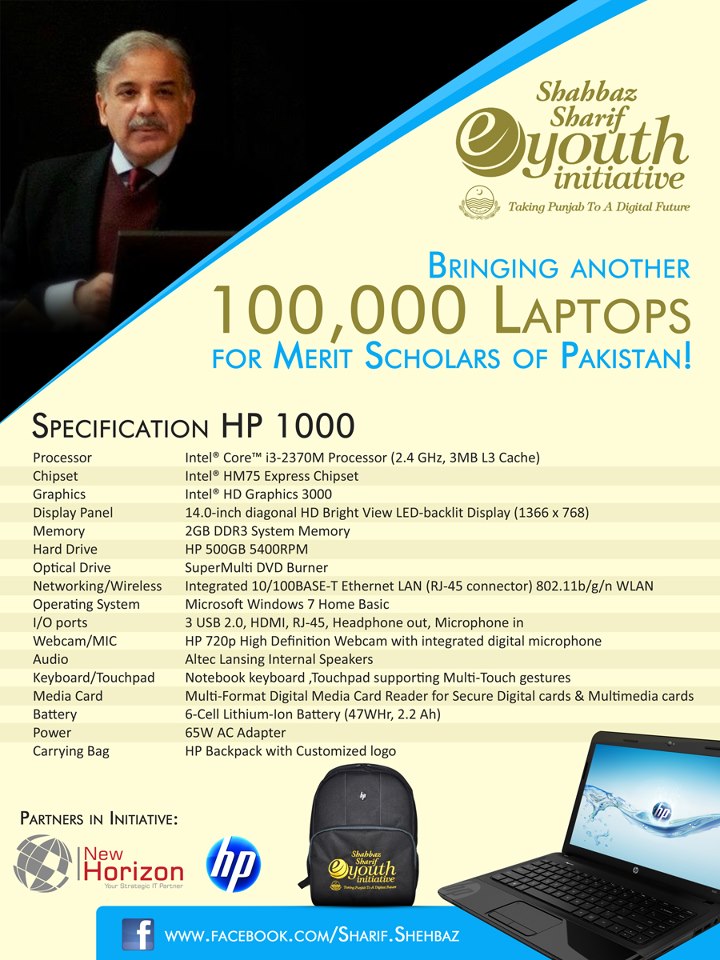 Shahbaz
Sharif
e youth
initiative
Taking Punjab To A Digital Future
Bringing another
100,000 Laptops
for Merit Scholars of Pakistan!
Specification HP 1000
Processor Intel® Core™ i3-2370M Processor (2.4 GHz, 3MB L3 Cache)
Chipset Intel® HM75 Express Chipset
Graphics Intel® HD Graphics 3000
Display Panel 14.0-inch diagonal HD Bright View LED-backlit Display (1366 x 768)
Memory 2GB DDR3 System Memory
Hard Drive HP 500GB 5400RPM
Optical Drive SuperMulti DVD Burner
Networking/Wireless Integrated 10/100BASE-T Ethernet LAN (RJ-45 connector) 802.11b/g/n WLAN
Operating System Microsoft Windows 7 Home Basic
I/O ports 3 USB 2.0, HDMI, RJ-45, Headphone out, Microphone in
Webcam/MIC HP 720p High Definition Webcam with integrated digital microphone
Audio Altec Lansing Internal Speakers
Keyboard/Touchpad Notebook keyboard ,Touchpad supporting Multi-Touch gestures
Media Card Multi-Format Digital Media Card Reader for Secure Digital cards & Multimedia cards
Battery 6-Cell Lithium-Ion Battery (47WHr, 2.2 Ah)
Power 65W AC Adapter
Carrying Bag HP Backpack with Customized logo
Partners in Initiative:
New
Horizon
Your Strategic IT Partner
hp
hp
Shahbaz
Sharif
e youth
initiative
Taking Punjab To A Digital Future
hp
f www.facebook.com/Sharif.Shehbaz